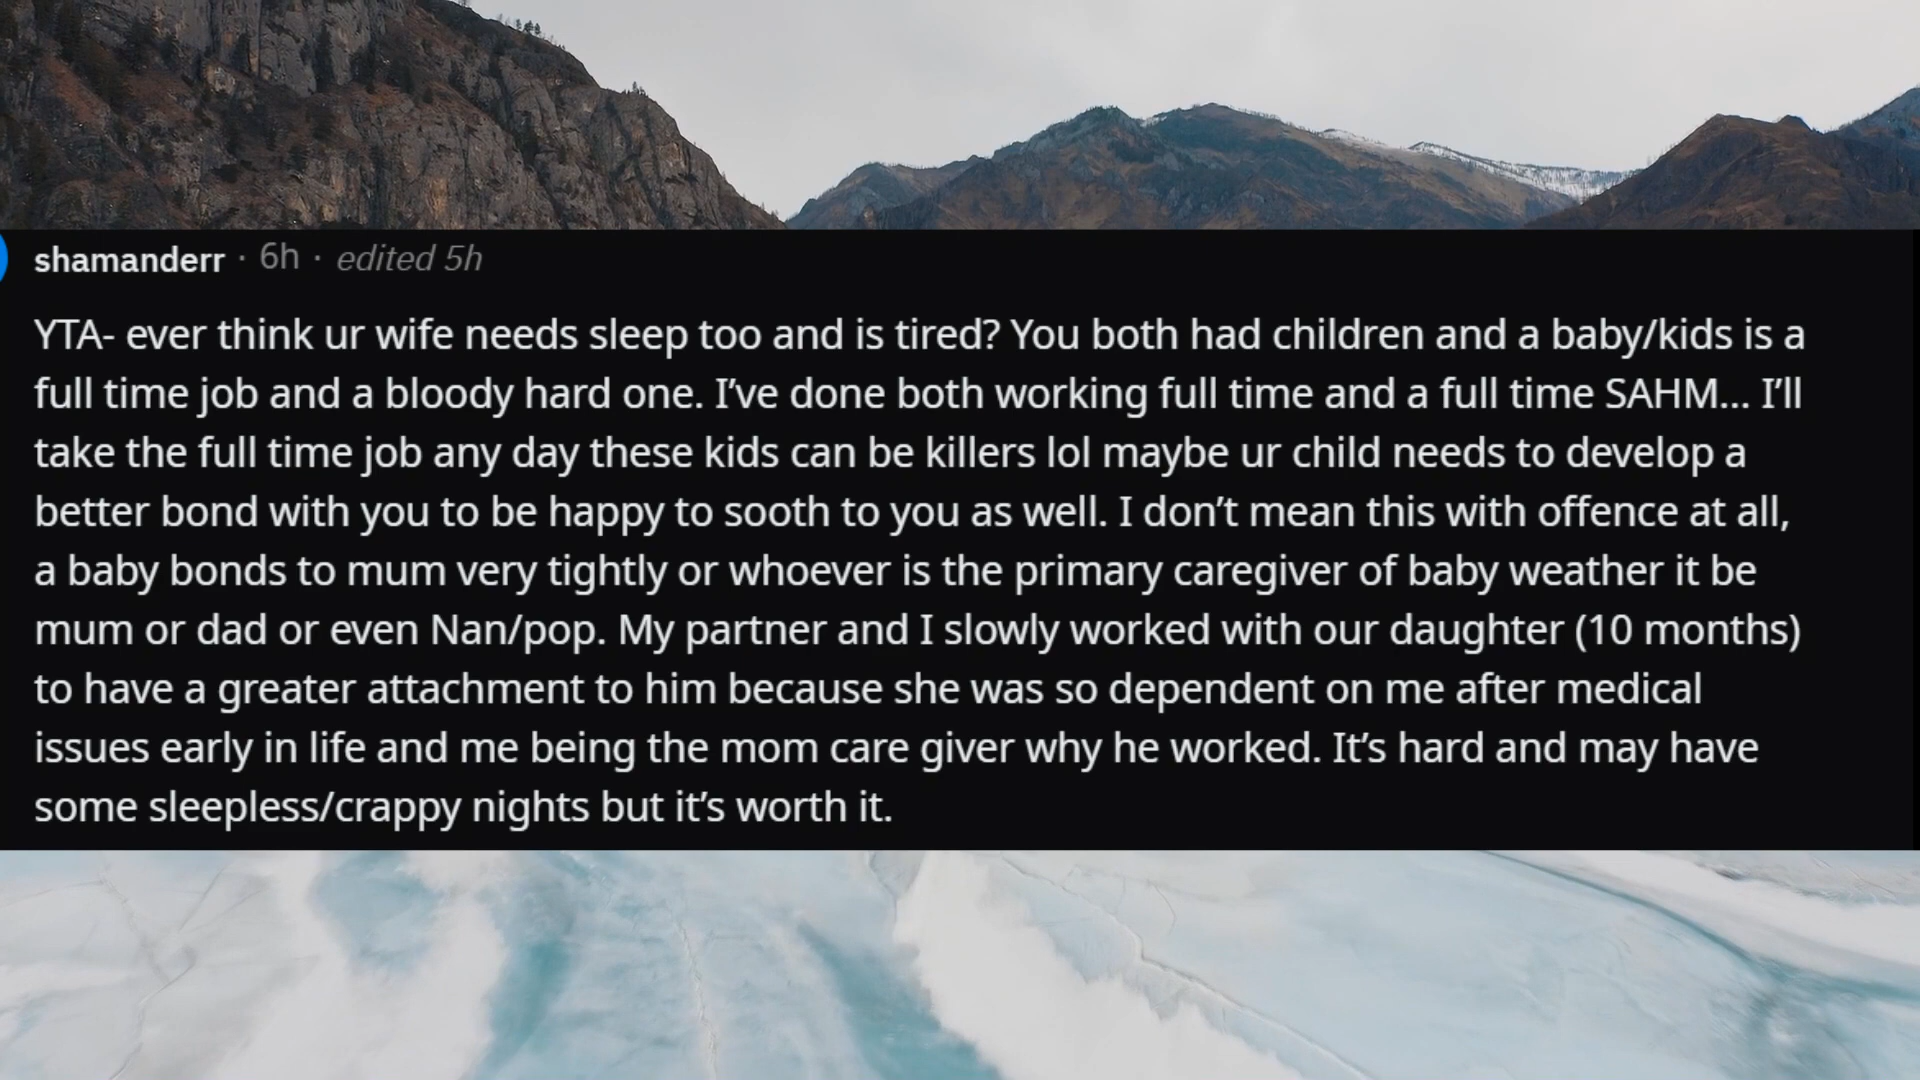 shamanderr · 6h · edited 5h
YTA- ever think ur wife needs sleep too and is tired? You both had children and a baby/kids is a
full time job and a bloody hard one. I’ve done both working full time and a full time SAHM... I’ll
take the full time job any day these kids can be killers lol maybe ur child needs to develop a
better bond with you to be happy to sooth to you as well. I don’t mean this with offence at all,
a baby bonds to mum very tightly or whoever is the primary caregiver of baby weather it be
mum or dad or even Nan/pop. My partner and I slowly worked with our daughter (10 months)
to have a greater attachment to him because she was so dependent on me after medical
issues early in life and me being the mom care giver why he worked. It’s hard and may have
some sleepless/crappy nights but it’s worth it.